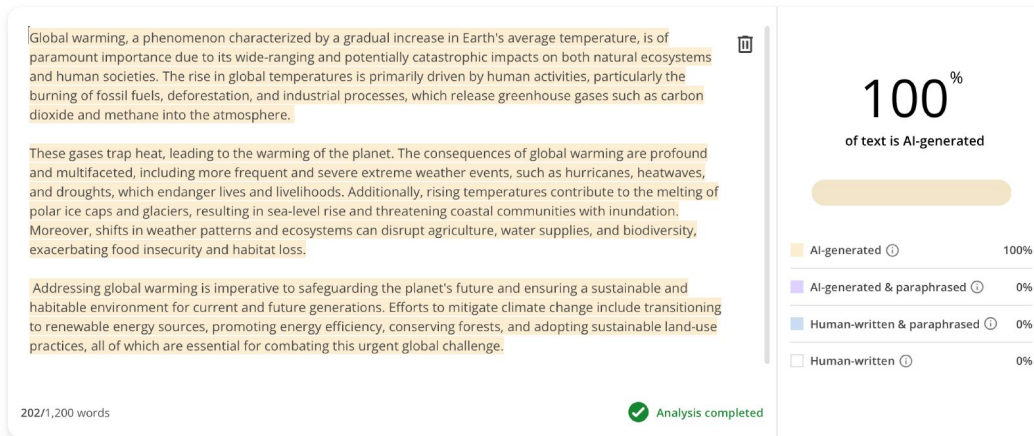 Global warming, a phenomenon characterized by a gradual increase in Earth's average temperature, is of
paramount importance due to its wide-ranging and potentially catastrophic impacts on both natural ecosystems
and human societies. The rise in global temperatures is primarily driven by human activities, particularly the
burning of fossil fuels, deforestation, and industrial processes, which release greenhouse gases such as carbon
dioxide and methane into the atmosphere.
These gases trap heat, leading to the warming of the planet. The consequences of global warming are profound
and multifaceted, including more frequent and severe extreme weather events, such as hurricanes, heatwaves,
and droughts, which endanger lives and livelihoods. Additionally, rising temperatures contribute to the melting of
polar ice caps and glaciers, resulting in sea-level rise and threatening coastal communities with inundation.
Moreover, shifts in weather patterns and ecosystems can disrupt agriculture, water supplies, and biodiversity,
exacerbating food insecurity and habitat loss.
Addressing global warming is imperative to safeguarding the planet's future and ensuring a sustainable and
habitable environment for current and future generations. Efforts to mitigate climate change include transitioning
to renewable energy sources, promoting energy efficiency, conserving forests, and adopting sustainable land-use
practices, all of which are essential for combating this urgent global challenge.
202/1,200 words
Analysis completed
100%
of text is AI-generated
AI-generated 100%
AI-generated & paraphrased 0%
Human-written & paraphrased 0%
Human-written 0%